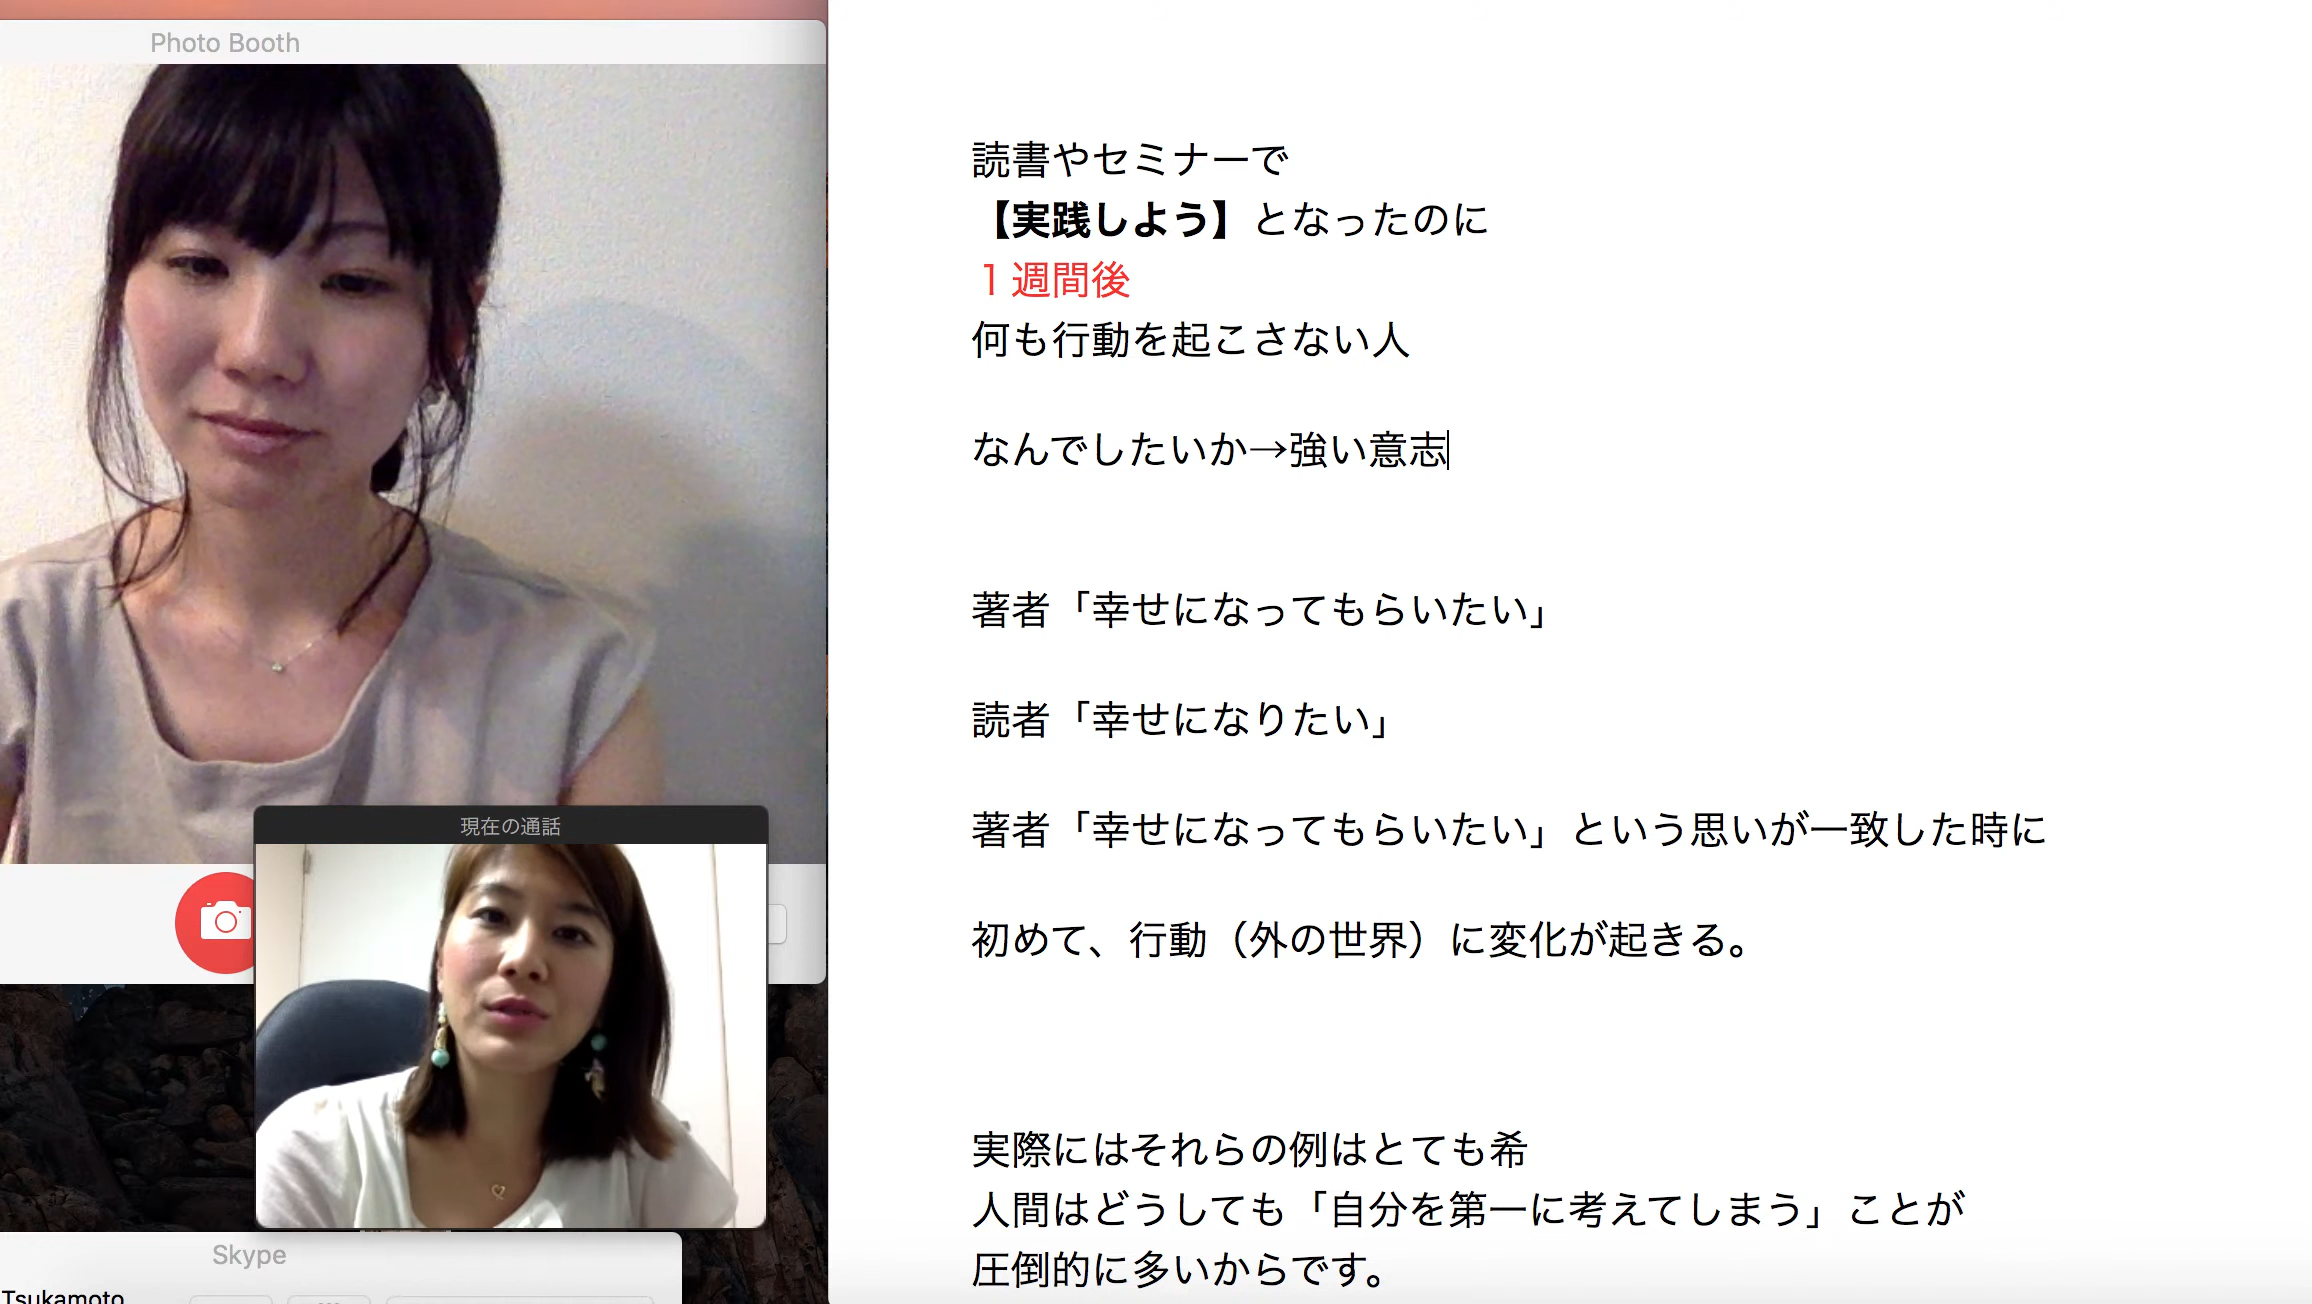 Photo Booth
読書やセミナーで
【実践しよう】となったのに
１週間後
何も行動を起こさない人
なんでしたいか→強い意志
著者「幸せになってもらいたい」
読者「幸せになりたい」
著者「幸せになってもらいたい」という思いが一致した時に
初めて、行動（外の世界）に変化が起きる。
実際にはそれらの例はとても希
人間はどうしても「自分を第一に考えてしまう」ことが
圧倒的に多いからです。
現在の通話
Skype
Tsukamoto